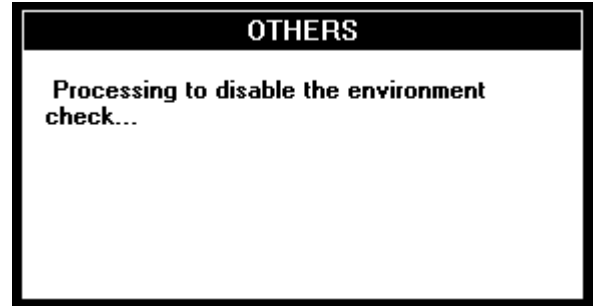 OTHERS
Processing to disable the environment
check...